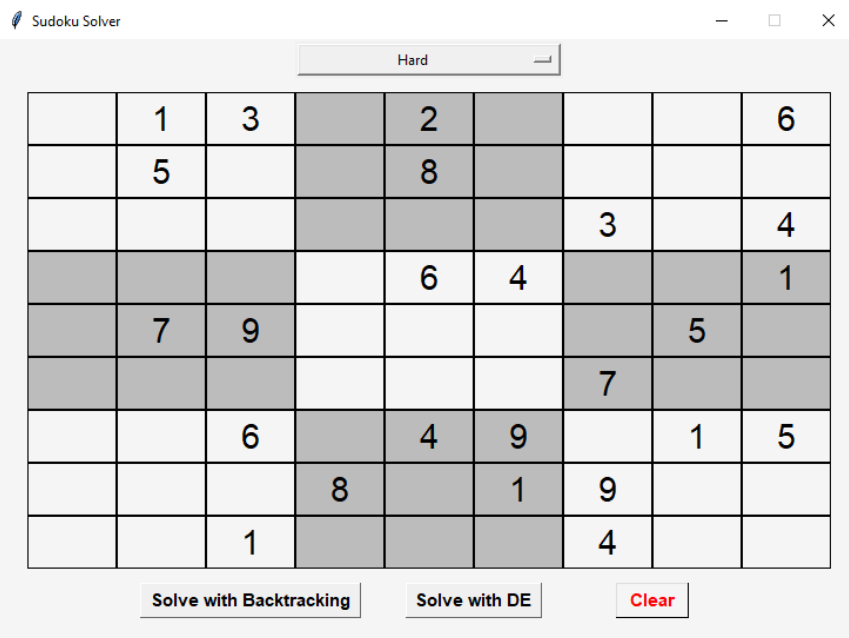 Sudoku Solver
Hard
1 3 2 6
5 8
3 4
6 4 1
7 9 5
7
6 4 9 1 5
8 1 9
1 4
Solve with Backtracking Solve with DE Clear